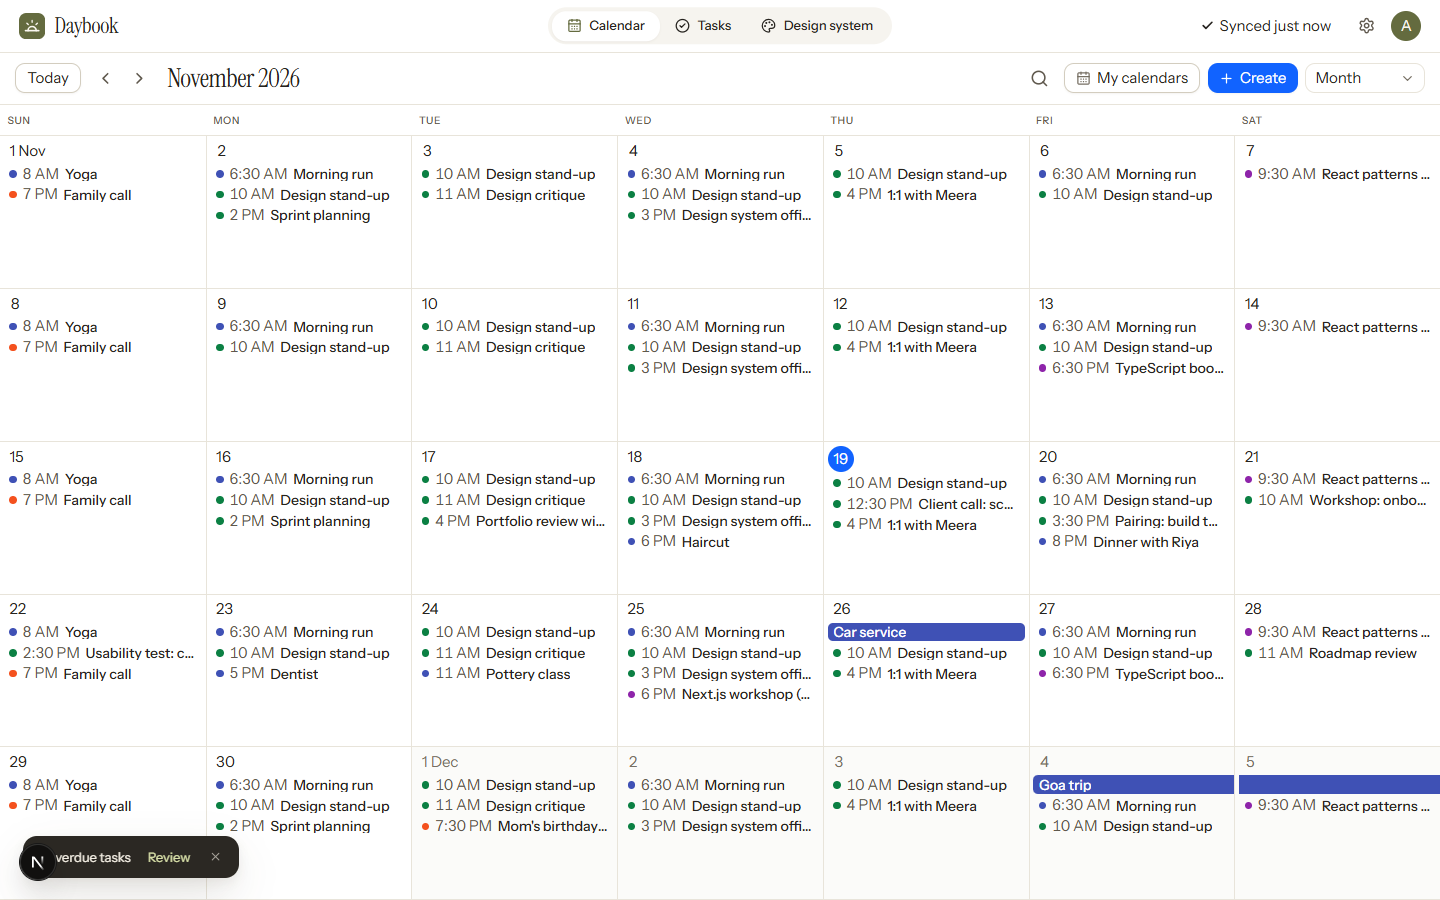 Daybook
Calendar Tasks Design system
Synced just now
A
Today
November 2026
My calendars
+ Create
Month
SUN MON TUE WED THU FRI SAT
1 Nov
8 AM Yoga
7 PM Family call
2
6:30 AM Morning run
10 AM Design stand-up
2 PM Sprint planning
3
10 AM Design stand-up
11 AM Design critique
4
6:30 AM Morning run
10 AM Design stand-up
3 PM Design system offi...
5
10 AM Design stand-up
4 PM 1:1 with Meera
6
6:30 AM Morning run
10 AM Design stand-up
7
9:30 AM React patterns ...
8
8 AM Yoga
7 PM Family call
9
6:30 AM Morning run
10 AM Design stand-up
10
10 AM Design stand-up
11 AM Design critique
11
6:30 AM Morning run
10 AM Design stand-up
3 PM Design system offi...
12
10 AM Design stand-up
4 PM 1:1 with Meera
13
6:30 AM Morning run
10 AM Design stand-up
6:30 PM TypeScript boo...
14
9:30 AM React patterns ...
15
8 AM Yoga
7 PM Family call
16
6:30 AM Morning run
10 AM Design stand-up
2 PM Sprint planning
17
10 AM Design stand-up
11 AM Design critique
4 PM Portfolio review wi...
18
6:30 AM Morning run
10 AM Design stand-up
3 PM Design system offi...
6 PM Haircut
19
10 AM Design stand-up
12:30 PM Client call: sc...
4 PM 1:1 with Meera
20
6:30 AM Morning run
10 AM Design stand-up
3:30 PM Pairing: build t...
8 PM Dinner with Riya
21
9:30 AM React patterns ...
10 AM Workshop: onbo...
22
8 AM Yoga
2:30 PM Usability test: c...
7 PM Family call
23
6:30 AM Morning run
10 AM Design stand-up
5 PM Dentist
24
10 AM Design stand-up
11 AM Design critique
11 AM Pottery class
25
6:30 AM Morning run
10 AM Design stand-up
3 PM Design system offi...
6 PM Next.js workshop (...
26
Car service
10 AM Design stand-up
4 PM 1:1 with Meera
27
6:30 AM Morning run
10 AM Design stand-up
6:30 PM TypeScript boo...
28
9:30 AM React patterns ...
11 AM Roadmap review
29
8 AM Yoga
7 PM Family call
30
6:30 AM Morning run
10 AM Design stand-up
2 PM Sprint planning
1 Dec
10 AM Design stand-up
11 AM Design critique
7:30 PM Mom's birthday...
2
6:30 AM Morning run
10 AM Design stand-up
3 PM Design system offi...
3
10 AM Design stand-up
4 PM 1:1 with Meera
4
Goa trip
6:30 AM Morning run
10 AM Design stand-up
5
9:30 AM React patterns ...
N
verdue tasks Review